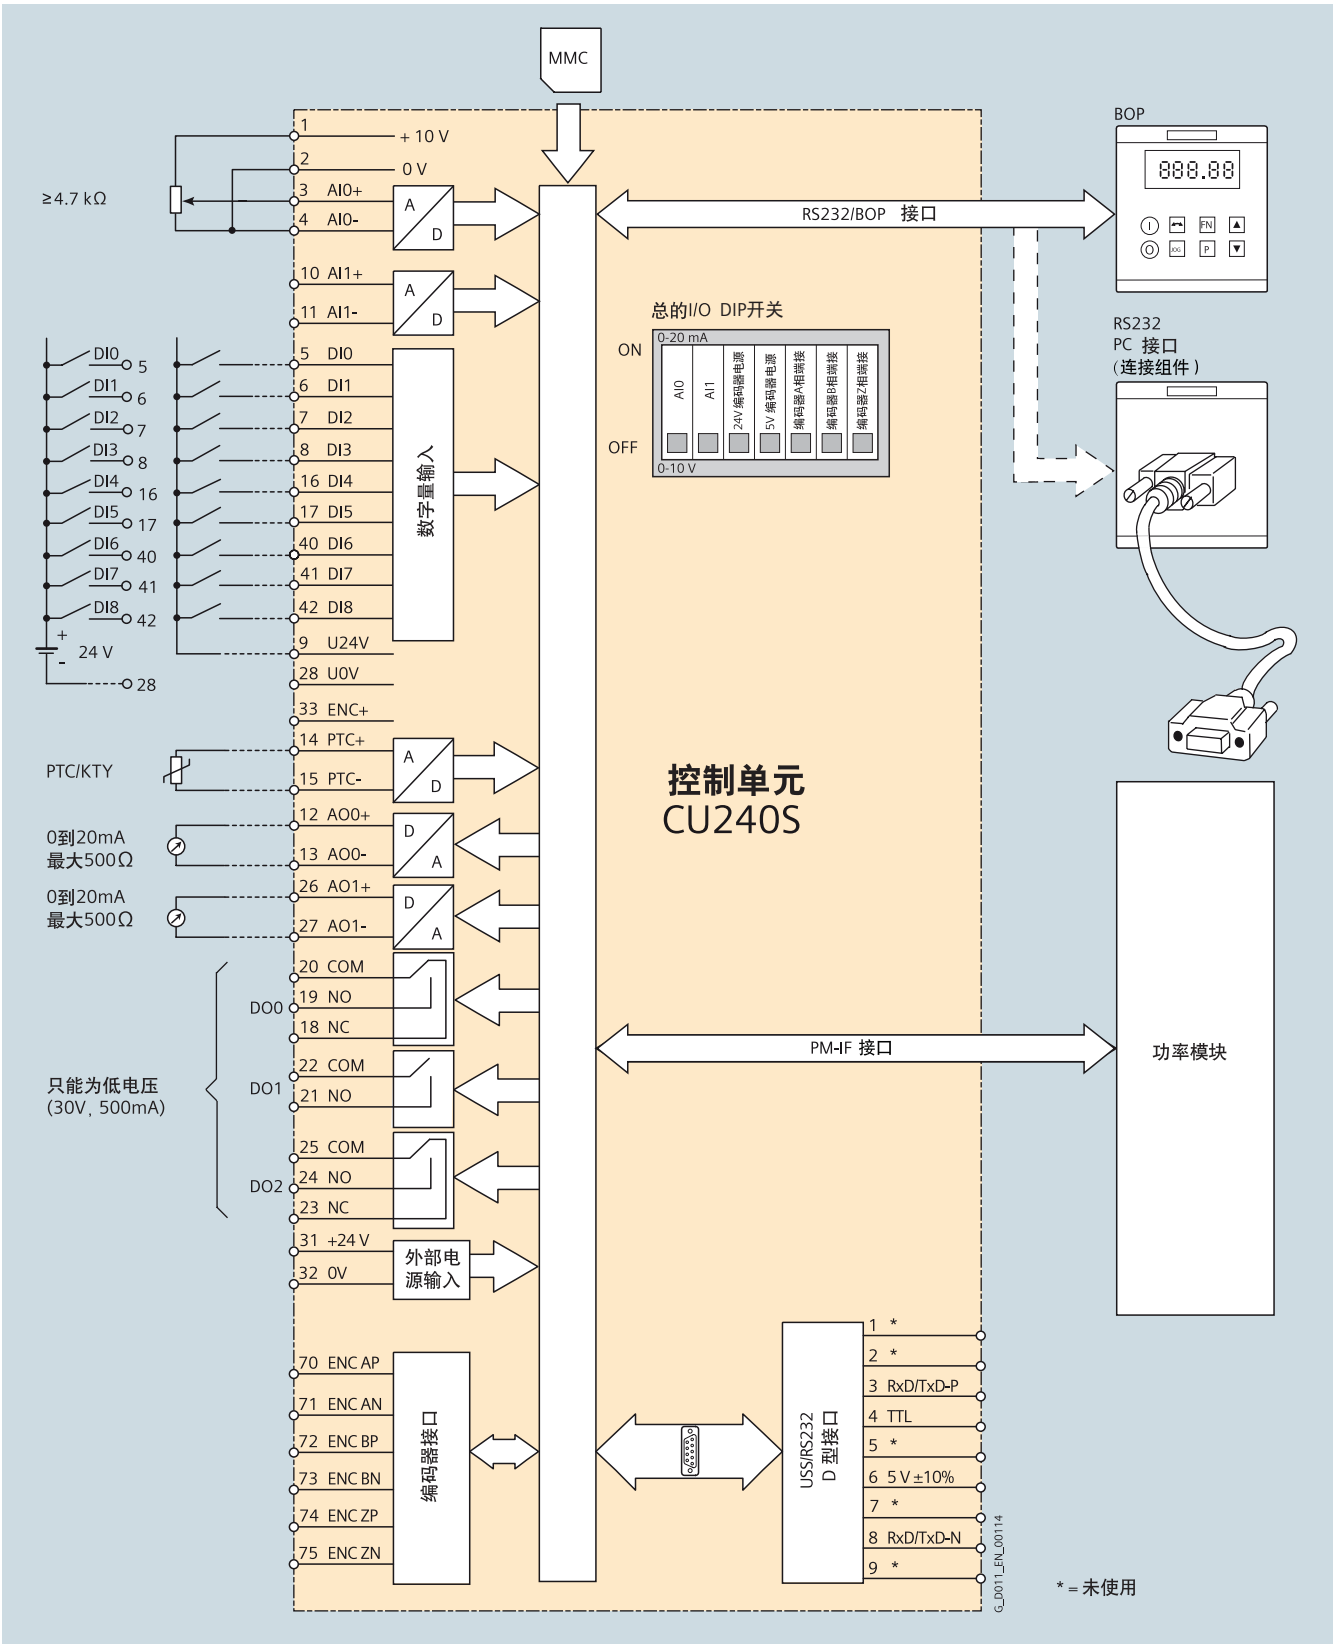 MMC
BOP
888.88
I
FN
O
JOG
P
RS232
PC 接口
(连接组件)
1
+ 10 V
2
0 V
≥4.7 kΩ
3 AI0+
4 AI0-
A
D
RS232/BOP 接口
10 AI1+
11 AI1-
A
D
总的I/O DIP开关
ON
OFF
0-20 mA
AI0
AI1
24V 编码器电源
5V 编码器电源
编码器A相端接
编码器B相端接
编码器Z相端接
0-10 V
DI0 5
DI1 6
DI2 7
DI3 8
DI4 16
DI5 17
DI6 40
DI7 41
DI8 42
+
-
24 V
28
5 DI0
6 DI1
7 DI2
8 DI3
16 DI4
17 DI5
40 DI6
41 DI7
42 DI8
数字量输入
9 U24V
28 U0V
33 ENC+
PTC/KTY
14 PTC+
15 PTC-
A
D
控制单元
CU240S
0到20mA
最大500Ω
12 AO0+
13 AO0-
D
A
0到20mA
最大500Ω
26 AO1+
27 AO1-
D
A
只能为低电压
(30V, 500mA)
DO0
20 COM
19 NO
18 NC
DO1
22 COM
21 NO
DO2
25 COM
24 NO
23 NC
PM-IF 接口
功率模块
31 +24 V
32 0V
外部电
源输入
70 ENC AP
71 ENC AN
72 ENC BP
73 ENC BN
74 ENC ZP
75 ENC ZN
编码器接口
USS/RS232
D 型接口
1 *
2 *
3 RxD/TxD-P
4 TTL
5 *
6 5 V ±10%
7 *
8 RxD/TxD-N
9 *
G_D011_EN_00114
* = 未使用